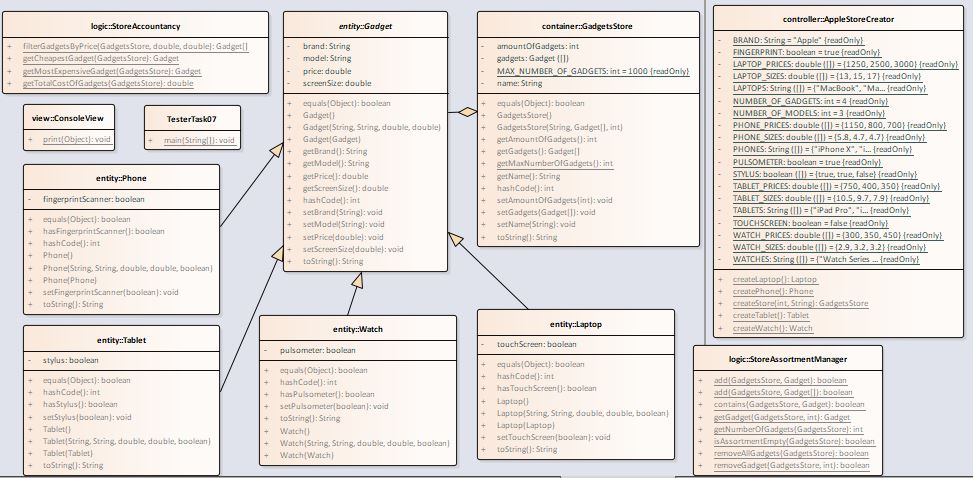 logic::StoreAccountancy
+ filterGadgetsByPrice(GadgetsStore, double, double): Gadget[]
+ getCheapestGadget(GadgetsStore): Gadget
+ getMostExpensiveGadget(GadgetsStore): Gadget
+ getTotalCostOfGadgets(GadgetsStore): double
view::ConsoleView
+ print(Object): void
TesterTask07
+ main(String[]): void
entity::Phone
- fingerprintScanner: boolean
+ equals(Object): boolean
+ hasFingerprintScanner(): boolean
+ hashCode(): int
+ Phone()
+ Phone(String, String, double, double, boolean)
+ Phone(Phone)
+ setFingerprintScanner(boolean): void
+ toString(): String
entity::Tablet
- stylus: boolean
+ equals(Object): boolean
+ hashCode(): int
+ hasStylus(): boolean
+ setStylus(boolean): void
+ Tablet()
+ Tablet(String, String, double, double, boolean)
+ Tablet(Tablet)
+ toString(): String
entity::Gadget
- brand: String
- model: String
- price: double
- screenSize: double
+ equals(Object): boolean
+ Gadget()
+ Gadget(String, String, double, double)
+ Gadget(Gadget)
+ getBrand(): String
+ getModel(): String
+ getPrice(): double
+ getScreenSize(): double
+ hashCode(): int
+ setBrand(String): void
+ setModel(String): void
+ setPrice(double): void
+ setScreenSize(double): void
+ toString(): String
entity::Watch
- pulsometer: boolean
+ equals(Object): boolean
+ hashCode(): int
+ hasPulsometer(): boolean
+ setPulsometer(boolean): void
+ toString(): String
+ Watch()
+ Watch(String, String, double, double, boolean)
+ Watch(Watch)
container::GadgetsStore
- amountOfGadgets: int
- gadgets: Gadget ([])
- MAX_NUMBER_OF_GADGETS: int = 1000 {readOnly}
- name: String
+ equals(Object): boolean
+ GadgetsStore()
+ GadgetsStore(String, Gadget[], int)
+ getAmountOfGadgets(): int
+ getGadgets(): Gadget[]
+ getMaxNumberOfGadgets(): int
+ getName(): String
+ hashCode(): int
+ setAmountOfGadgets(int): void
+ setGadgets(Gadget[]): void
+ setName(String): void
+ toString(): String
entity::Laptop
- touchScreen: boolean
+ equals(Object): boolean
+ hashCode(): int
+ hasTouchScreen(): boolean
+ Laptop()
+ Laptop(String, String, double, double, boolean)
+ Laptop(Laptop)
+ setTouchScreen(boolean): void
+ toString(): String
controller::AppleStoreCreator
- BRAND: String = "Apple" {readOnly}
- FINGERPRINT: boolean = true {readOnly}
- LAPTOP_PRICES: double ([]) = {1250, 2500, 3000} {readOnly}
- LAPTOP_SIZES: double ([]) = {13, 15, 17} {readOnly}
- LAPTOPS: String ([]) = {"MacBook", "Ma... {readOnly}
- NUMBER_OF_GADGETS: int = 4 {readOnly}
- NUMBER_OF_MODELS: int = 3 {readOnly}
- PHONE_PRICES: double ([]) = {1150, 800, 700} {readOnly}
- PHONE_SIZES: double ([]) = {5.8, 4.7, 4.7} {readOnly}
- PHONES: String ([]) = {"iPhone X", "i... {readOnly}
- PULSOMETER: boolean = true {readOnly}
- STYLUS: boolean ([]) = {true, true, false} {readOnly}
- TABLET_PRICES: double ([]) = {750, 400, 350} {readOnly}
- TABLET_SIZES: double ([]) = {10.5, 9.7, 7.9} {readOnly}
- TABLETS: String ([]) = {"iPad Pro", "i... {readOnly}
- TOUCHSCREEN: boolean = false {readOnly}
- WATCH_PRICES: double ([]) = {300, 350, 450} {readOnly}
- WATCH_SIZES: double ([]) = {2.9, 3.2, 3.2} {readOnly}
- WATCHES: String ([]) = {"Watch Series ... {readOnly}
+ createLaptop(): Laptop
+ createPhone(): Phone
+ createStore(int, String): GadgetsStore
+ createTablet(): Tablet
+ createWatch(): Watch
logic::StoreAssortmentManager
+ add(GadgetsStore, Gadget): boolean
+ add(GadgetsStore, Gadget[]): boolean
+ contains(GadgetsStore, Gadget): boolean
+ getGadget(GadgetsStore, int): Gadget
+ getNumberOfGadgets(GadgetsStore): int
+ isAssortmentEmpty(GadgetsStore): boolean
+ removeAllGadgets(GadgetsStore): boolean
+ removeGadget(GadgetsStore, int): boolean